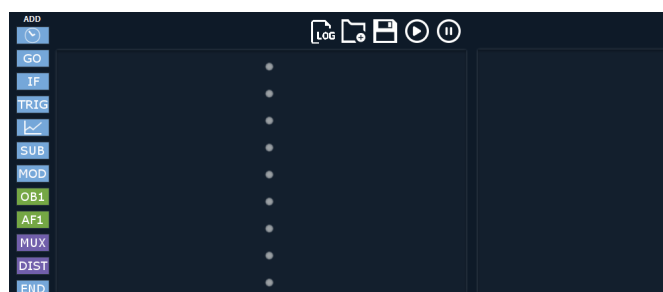 ADD
LOG
GO
IF
TRIG
SUB
MOD
OB1
AF1
MUX
DIST
END